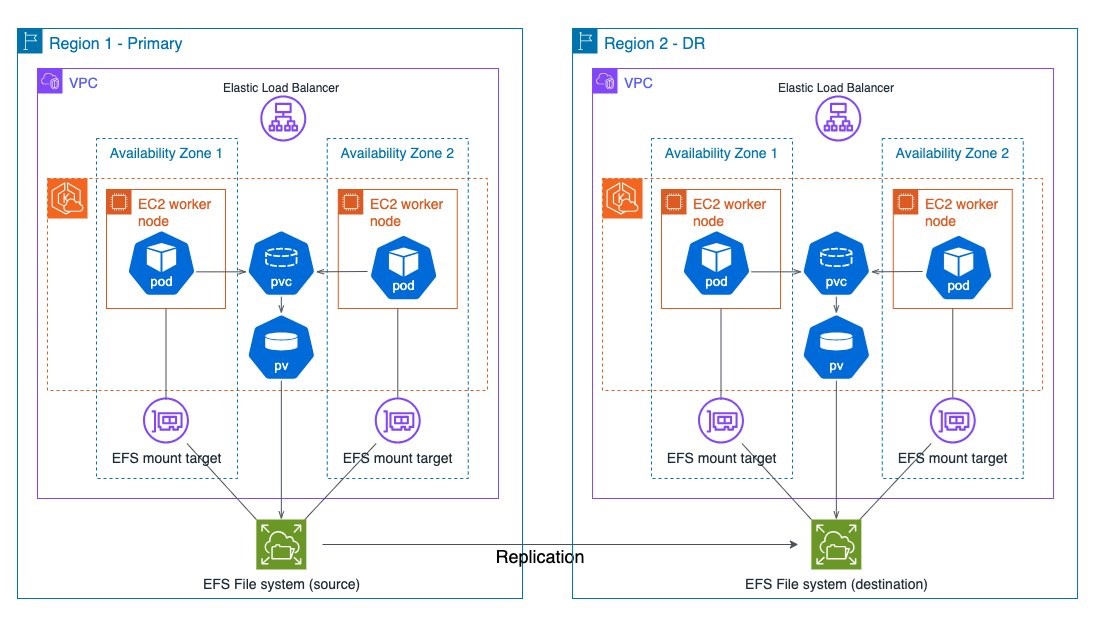 Region 1 - Primary
VPC
Elastic Load Balancer
Availability Zone 1
Availability Zone 2
EC2 worker
node
pod
pvc
EC2 worker
node
pod
pv
EFS mount target
EFS mount target
EFS File system (source)
Replication
Region 2 - DR
VPC
Elastic Load Balancer
Availability Zone 1
Availability Zone 2
EC2 worker
node
pod
pvc
EC2 worker
node
pod
pv
EFS mount target
EFS mount target
EFS File system (destination)